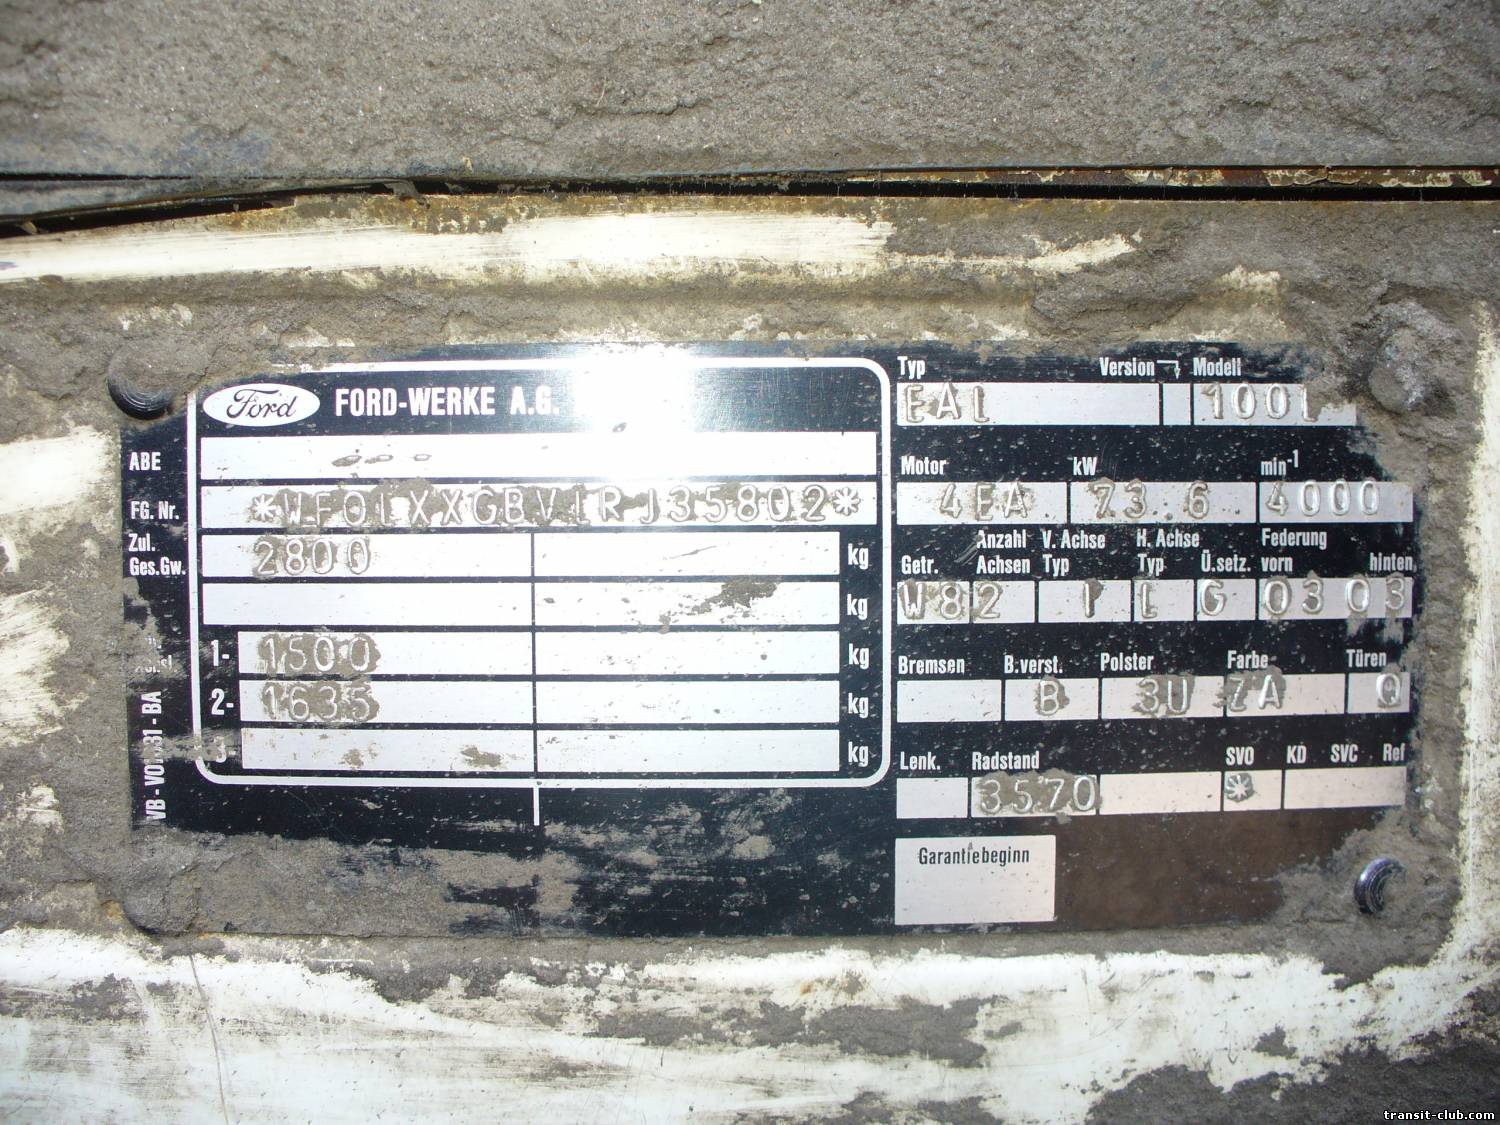 Ford FORD-WERKE A.G.
ABE
FG. Nr. *WF0LXXGBVLRJ35802*
Zul.
Ges.Gw. 2800 kg
kg
1- 1500 kg
2- 1635 kg
3- kg
Typ Version Modell
EAL 100L
Motor kW min-1
4EA 73..6 4000
Anzahl V. Achse H. Achse Federung
Getr. Achsen Typ Typ Ü.setz. vorn hinten
W82 1 L G 0303
Bremsen B.verst. Polster Farbe Türen
B 3U ZA Q
Lenk. Radstand SVO KD SVC Ref
3570 *
Garantiebeginn
transit-club.com